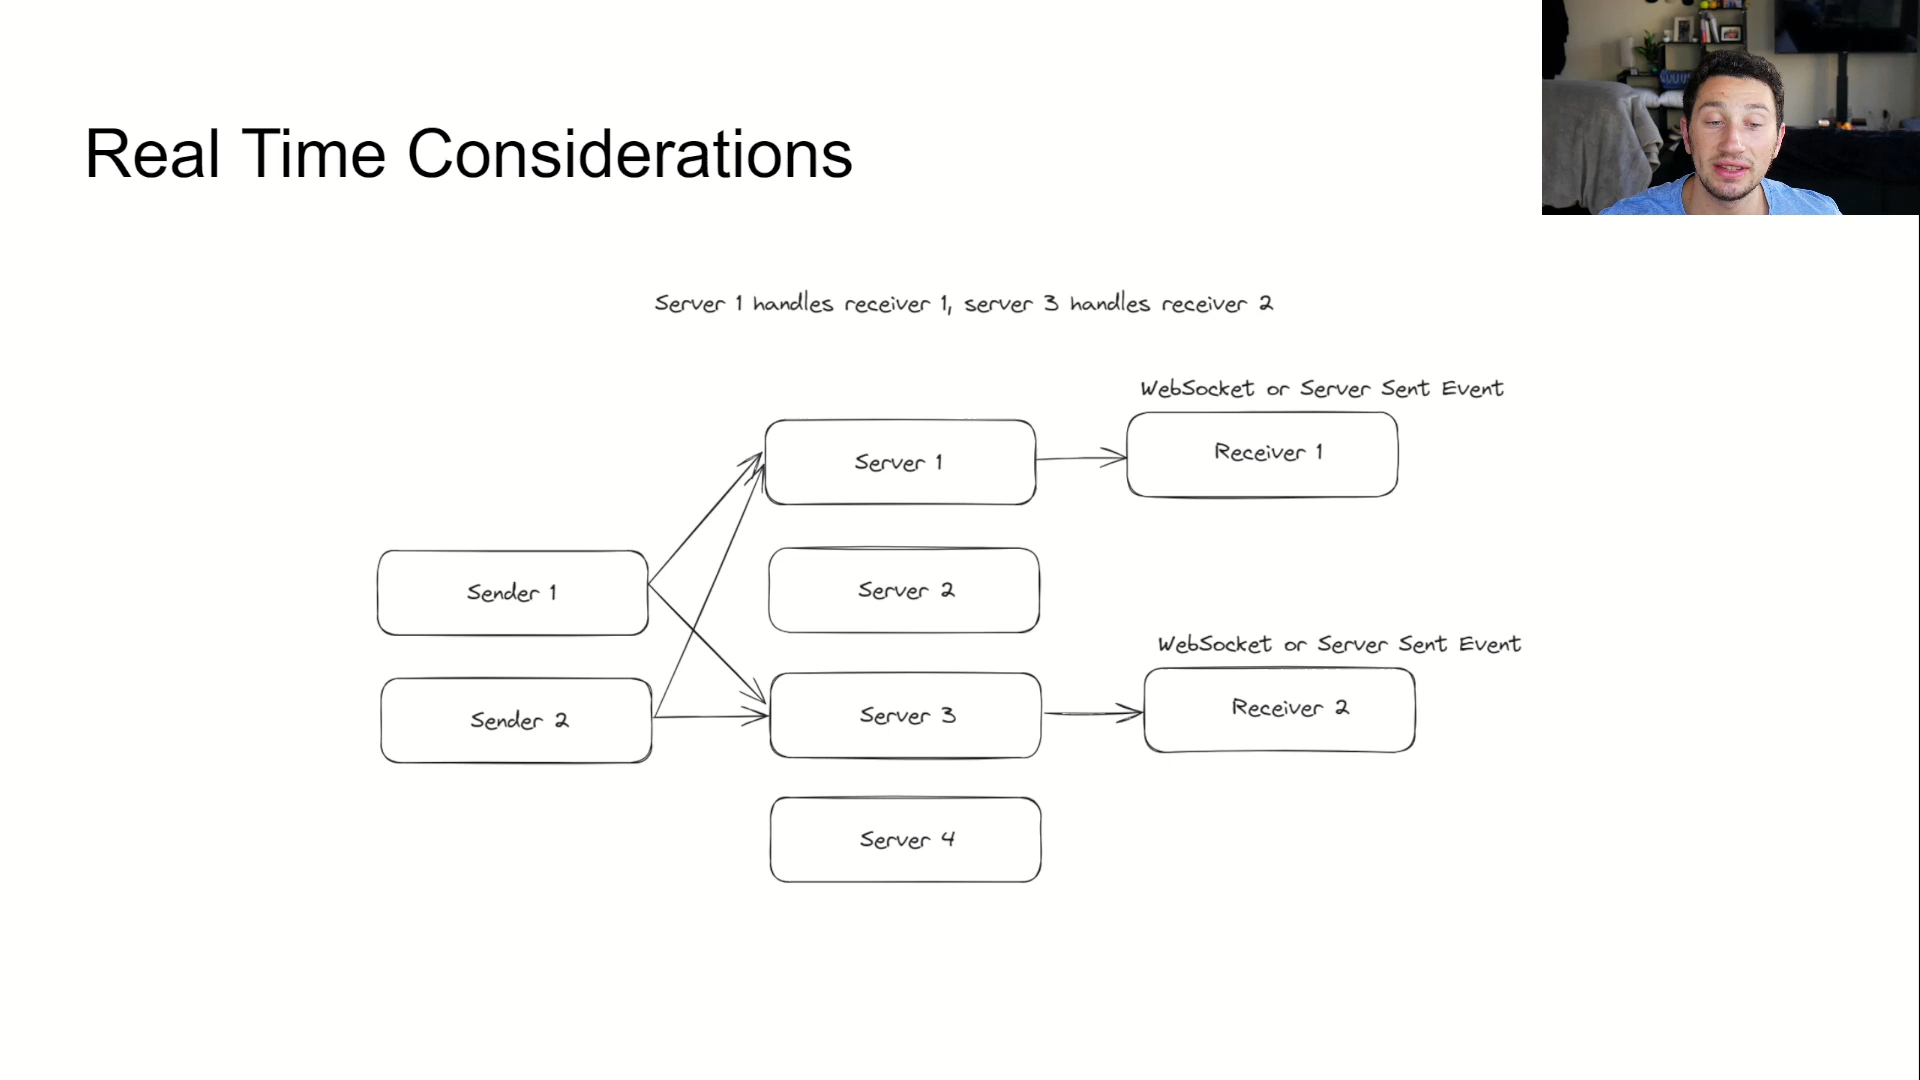 Real Time Considerations
Server 1 handles receiver 1, server 3 handles receiver 2
WebSocket or Server Sent Event
Server 1
Receiver 1
Sender 1
Server 2
WebSocket or Server Sent Event
Sender 2
Server 3
Receiver 2
Server 4